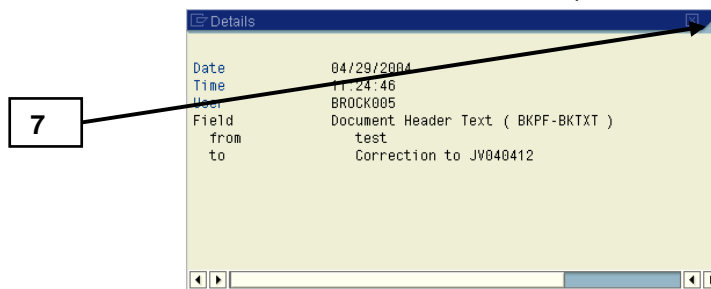 Details
Date 04/29/2004
Time 11:24:46
User BROCK005
Field Document Header Text ( BKPF-BKTXT )
from test
to Correction to JV040412
7